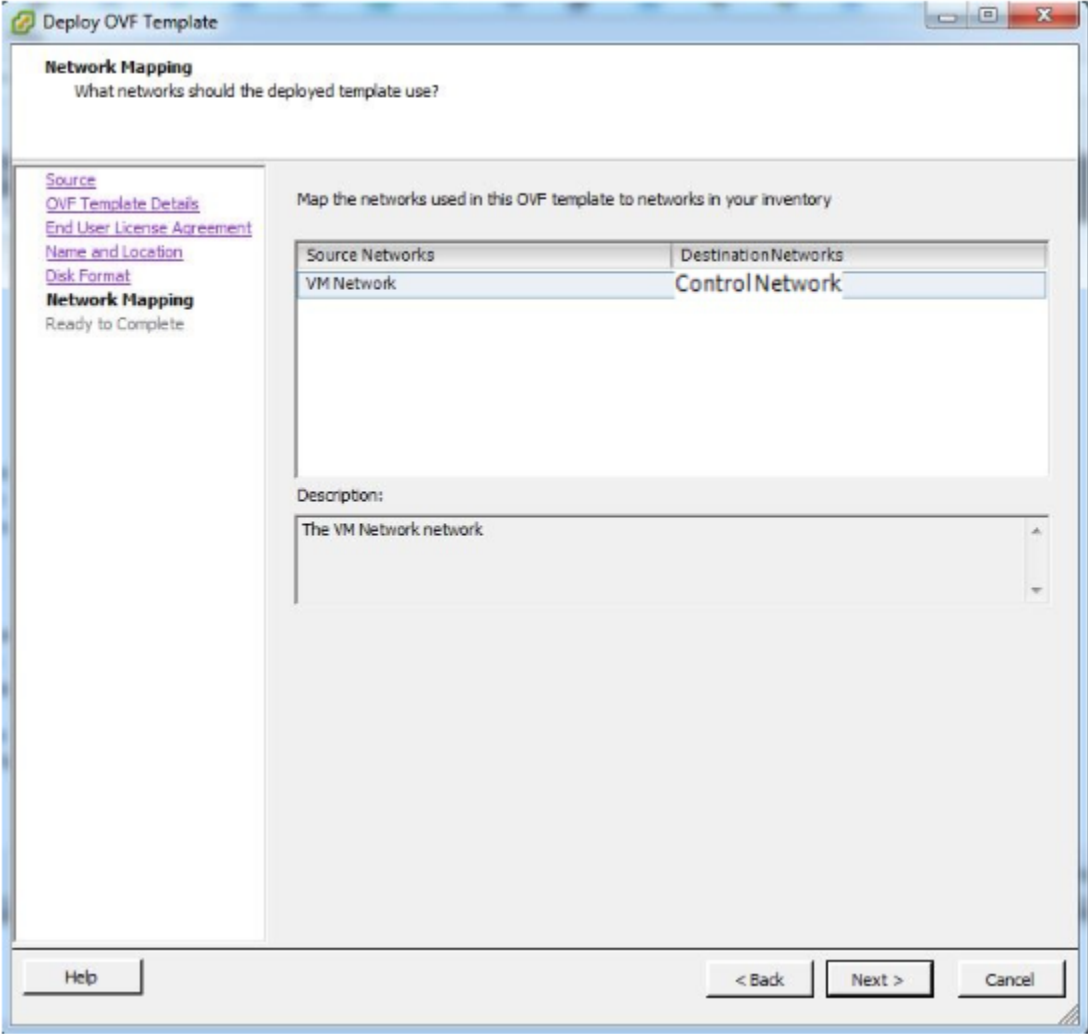 Deploy OVF Template
Network Mapping
What networks should the deployed template use?
Source
OVF Template Details
End User License Agreement
Name and Location
Disk Format
Network Mapping
Ready to Complete
Map the networks used in this OVF template to networks in your inventory
Source Networks DestinationNetworks
VM Network Control Network
Description:
The VM Network network
Help < Back Next > Cancel